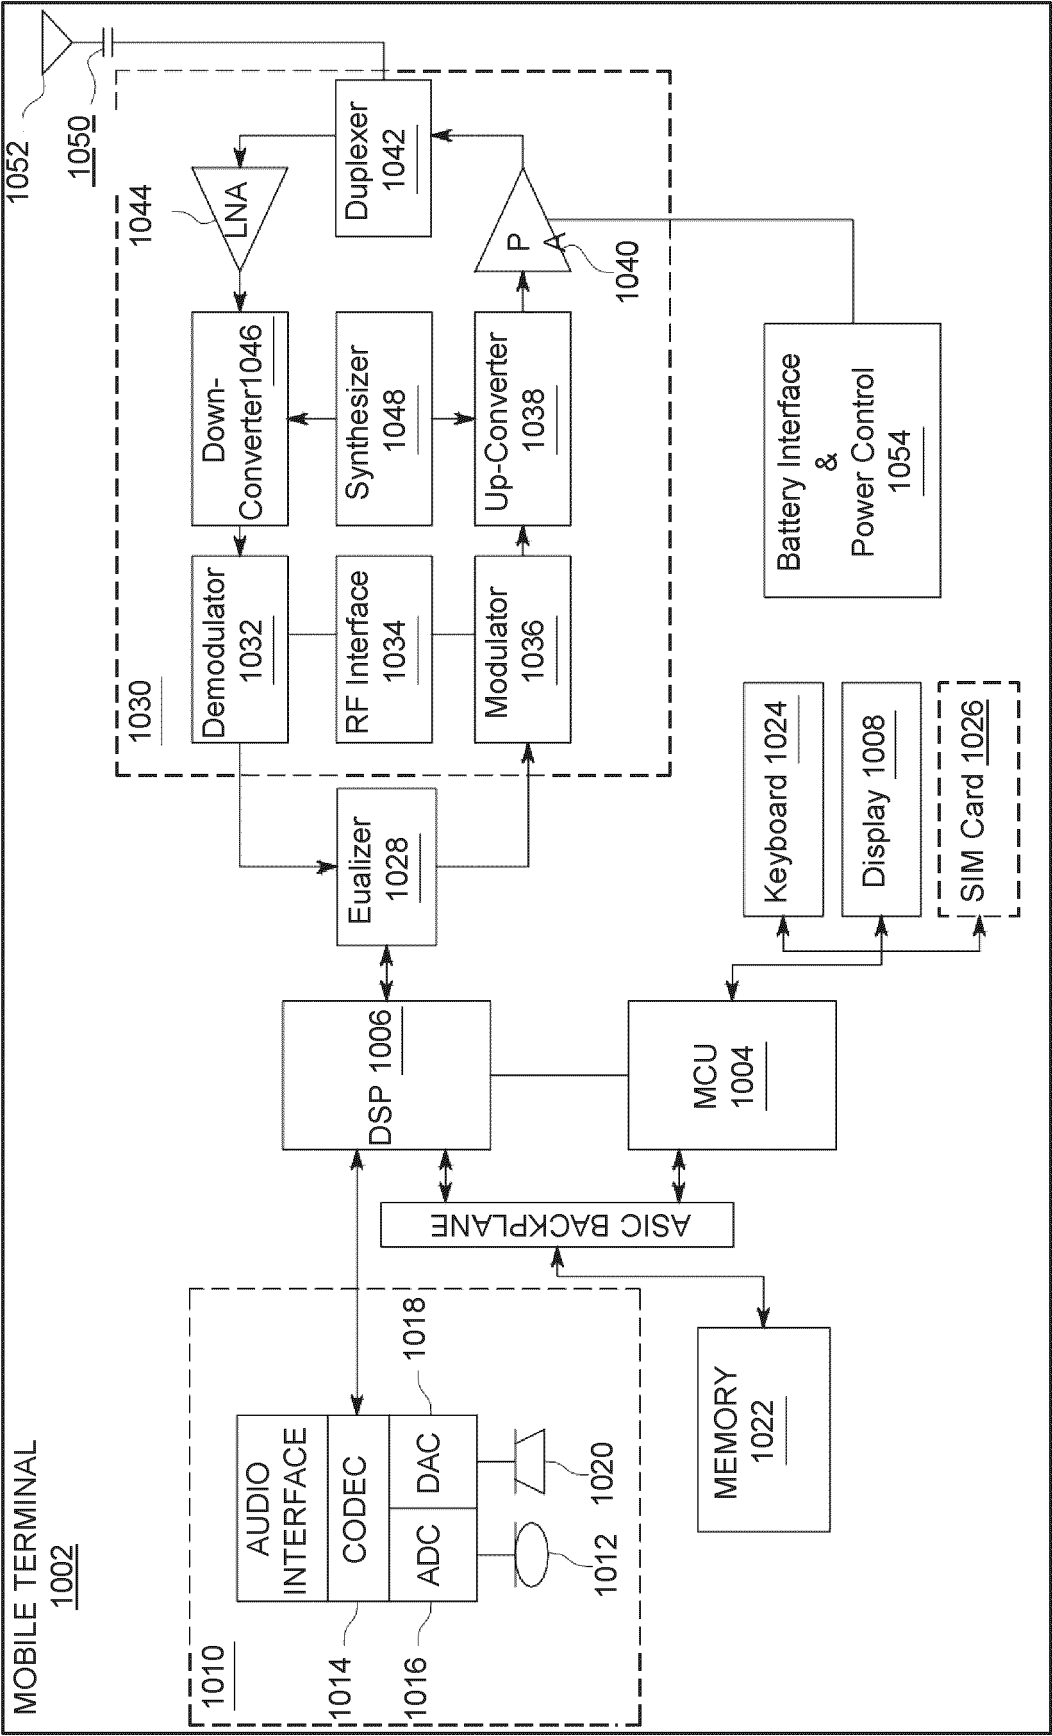 MOBILE TERMINAL
1002
1010
AUDIO
INTERFACE
CODEC
ADC
DAC
1014
1016
1018
1012
1020
MEMORY
1022
ASIC BACKPLANE
DSP 1006
MCU
1004
Eualizer
1028
Keyboard 1024
Display 1008
SIM Card 1026
1030
Demodulator
1032
RF Interface
1034
Modulator
1036
Down-
Converter1046
Synthesizer
1048
Up-Converter
1038
LNA
1044
P
A
1040
Duplexer
1042
1050
1052
Battery Interface
&
Power Control
1054